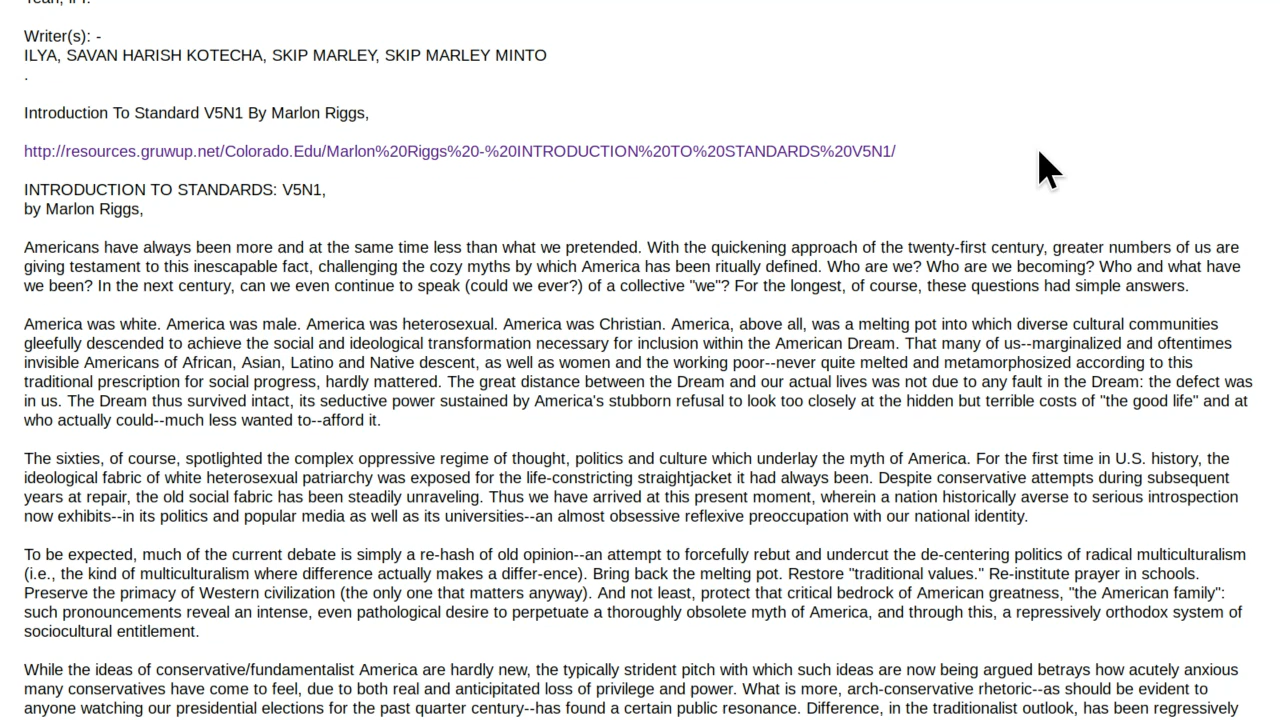 Writer(s): -
ILYA, SAVAN HARISH KOTECHA, SKIP MARLEY, SKIP MARLEY MINTO
.
Introduction To Standard V5N1 By Marlon Riggs,
http://resources.gruwup.net/Colorado.Edu/Marlon%20Riggs%20-%20INTRODUCTION%20TO%20STANDARDS%20V5N1/
INTRODUCTION TO STANDARDS: V5N1,
by Marlon Riggs,
Americans have always been more and at the same time less than what we pretended. With the quickening approach of the twenty-first century, greater numbers of us are
giving testament to this inescapable fact, challenging the cozy myths by which America has been ritually defined. Who are we? Who are we becoming? Who and what have
we been? In the next century, can we even continue to speak (could we ever?) of a collective "we"? For the longest, of course, these questions had simple answers.
America was white. America was male. America was heterosexual. America was Christian. America, above all, was a melting pot into which diverse cultural communities
gleefully descended to achieve the social and ideological transformation necessary for inclusion within the American Dream. That many of us--marginalized and oftentimes
invisible Americans of African, Asian, Latino and Native descent, as well as women and the working poor--never quite melted and metamorphosized according to this
traditional prescription for social progress, hardly mattered. The great distance between the Dream and our actual lives was not due to any fault in the Dream: the defect was
in us. The Dream thus survived intact, its seductive power sustained by America's stubborn refusal to look too closely at the hidden but terrible costs of "the good life" and at
who actually could--much less wanted to--afford it.
The sixties, of course, spotlighted the complex oppressive regime of thought, politics and culture which underlay the myth of America. For the first time in U.S. history, the
ideological fabric of white heterosexual patriarchy was exposed for the life-constricting straightjacket it had always been. Despite conservative attempts during subsequent
years at repair, the old social fabric has been steadily unraveling. Thus we have arrived at this present moment, wherein a nation historically averse to serious introspection
now exhibits--in its politics and popular media as well as its universities--an almost obsessive reflexive preoccupation with our national identity.
To be expected, much of the current debate is simply a re-hash of old opinion--an attempt to forcefully rebut and undercut the de-centering politics of radical multiculturalism
(i.e., the kind of multiculturalism where difference actually makes a differ-ence). Bring back the melting pot. Restore "traditional values." Re-institute prayer in schools.
Preserve the primacy of Western civilization (the only one that matters anyway). And not least, protect that critical bedrock of American greatness, "the American family":
such pronouncements reveal an intense, even pathological desire to perpetuate a thoroughly obsolete myth of America, and through this, a repressively orthodox system of
sociocultural entitlement.
While the ideas of conservative/fundamentalist America are hardly new, the typically strident pitch with which such ideas are now being argued betrays how acutely anxious
many conservatives have come to feel, due to both real and anticipitated loss of privilege and power. What is more, arch-conservative rhetoric--as should be evident to
anyone watching our presidential elections for the past quarter century--has found a certain public resonance. Difference, in the traditionalist outlook, has been regressively